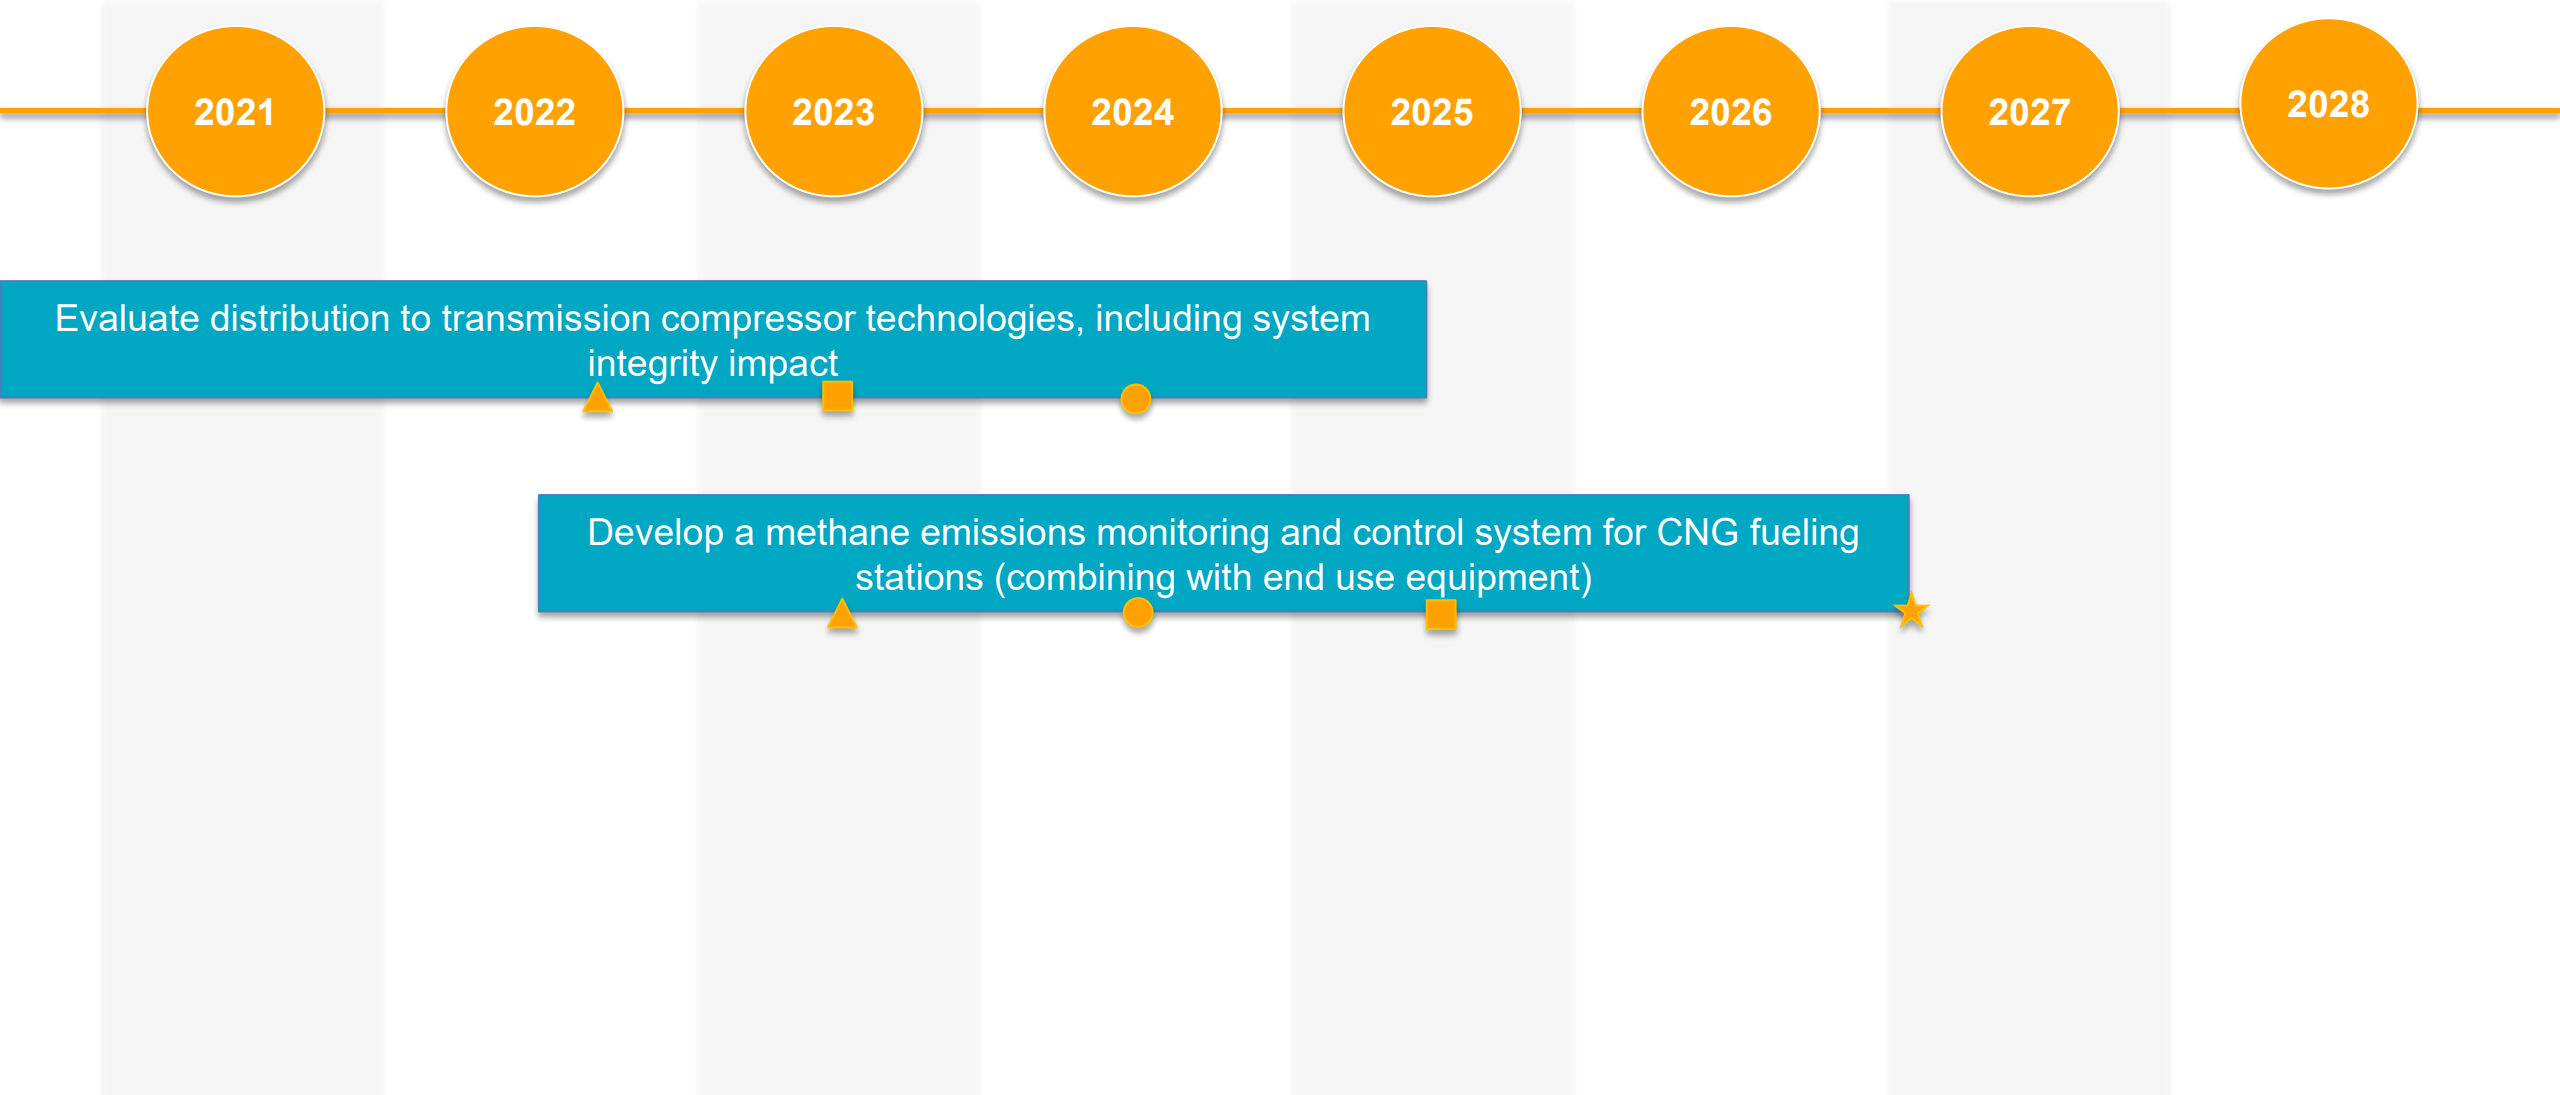 2021
2022
2023
2024
2025
2026
2027
2028
Evaluate distribution to transmission compressor technologies, including system
integrity impact
Develop a methane emissions monitoring and control system for CNG fueling
stations (combining with end use equipment)